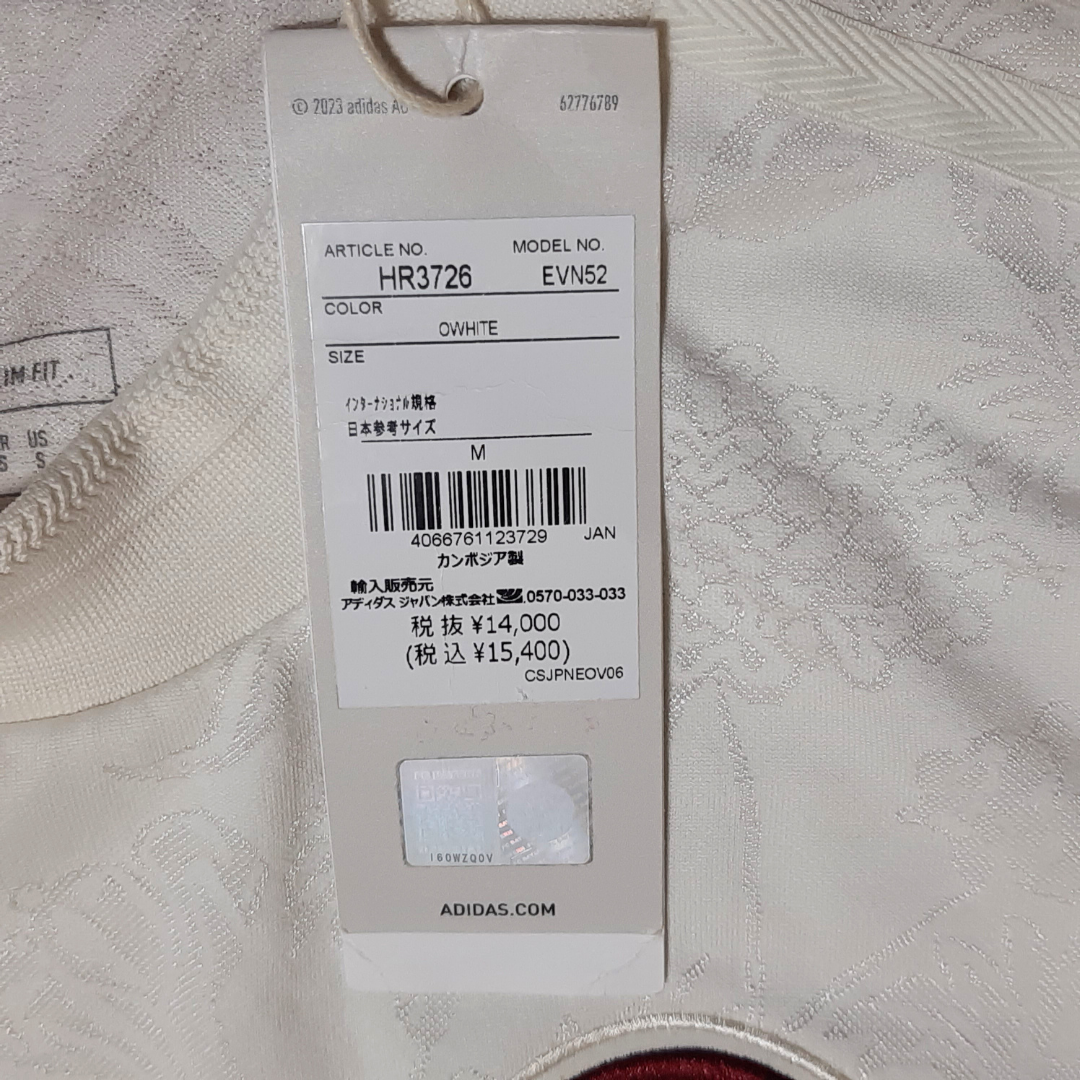 © 2023 adidas AG
62776789
ARTICLE NO. MODEL NO.
HR3726 EVN52
COLOR
OWHITE
SIZE
インターナショナル規格
日本参考サイズ
M
4066761123729 JAN
カンボジア製
輸入販売元
アディダス ジャパン株式会社 .0570-033-033
税抜 ¥14,000
(税込 ¥15,400)
CSJPNEOV06
160WZQ0V
ADIDAS.COM
IM FIT
R US
S S